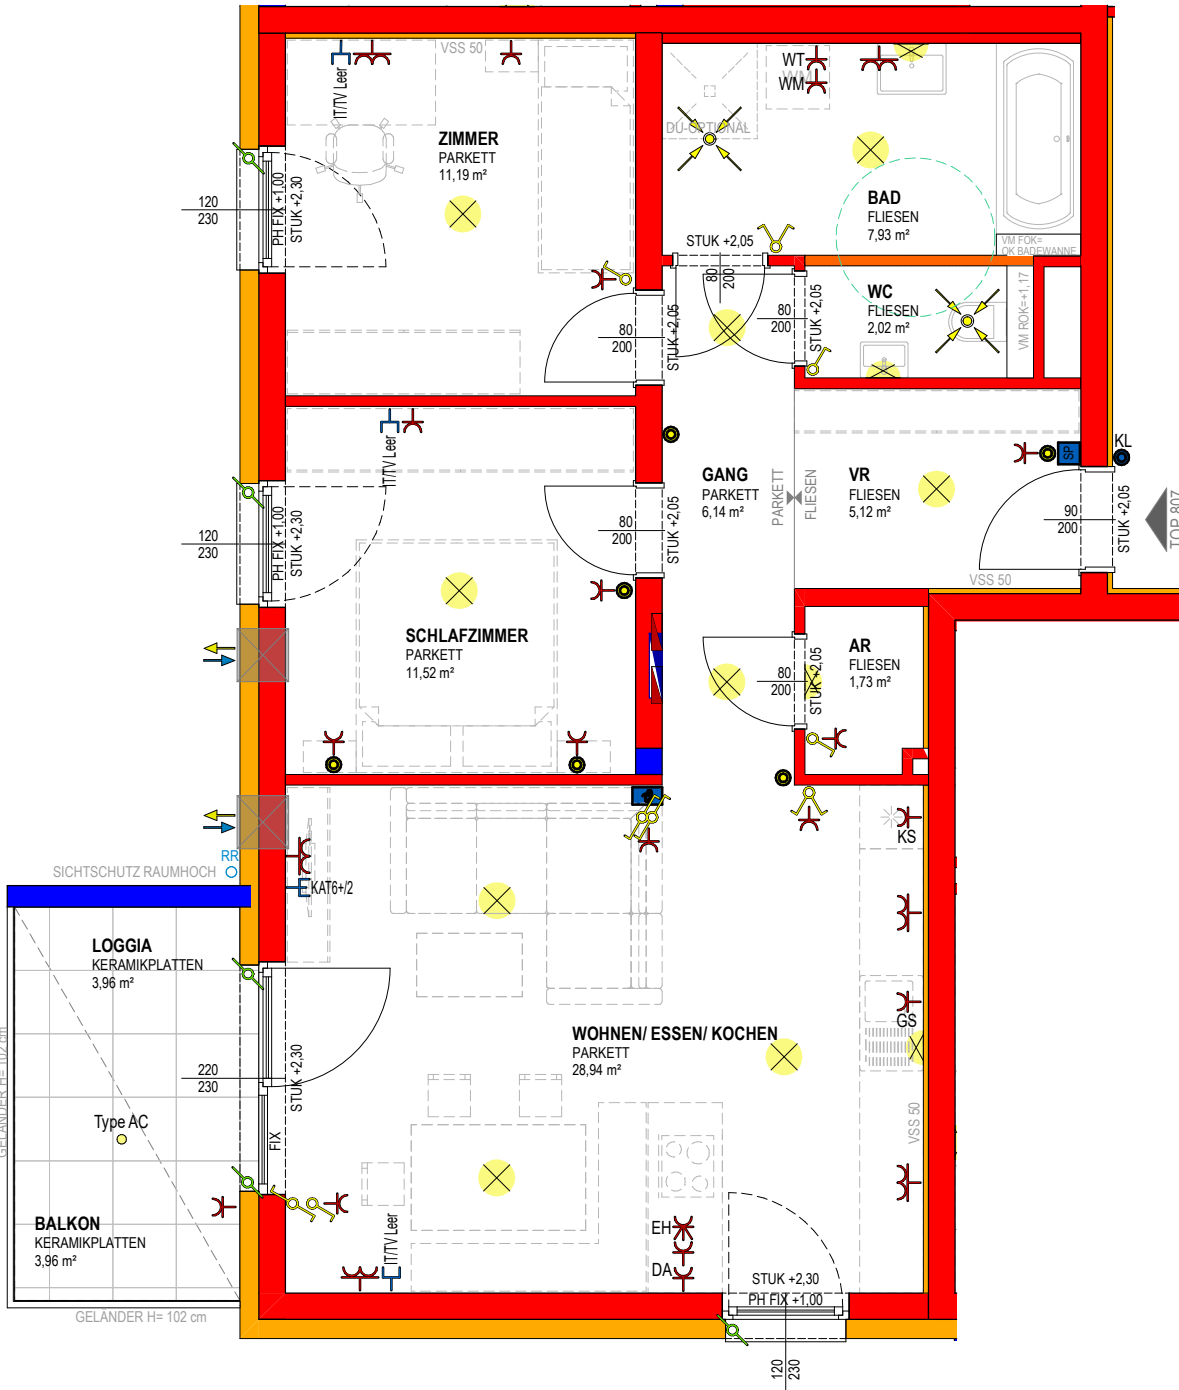 VSS 50
IT/TV Leer
ZIMMER
PARKETT
11,19 m²
120
230
PH FIX +1,00
STUK +2,30
80
200
STUK +2,05
WT
WM
WM
DU-OPTIONAL
BAD
FLIESEN
7,93 m²
VM FOK=
OK BADEWANNE
STUK +2,05
80
200
WC
FLIESEN
2,02 m²
80
200
STUK +2,05
VM ROK=+1,17
IT/TV Leer
120
230
PH FIX +1,00
STUK +2,30
80
200
STUK +2,05
SCHLAFZIMMER
PARKETT
11,52 m²
GANG
PARKETT
6,14 m²
PARKETT
FLIESEN
VR
FLIESEN
5,12 m²
SP
KL
90
200
STUK +2,05
TOP 807
VSS 50
AR
FLIESEN
1,73 m²
80
200
STUK +2,05
RR
SICHTSCHUTZ RAUMHOCH
KAT6+/2
KS
LOGGIA
KERAMIKPLATTEN
3,96 m²
GS
WOHNEN/ ESSEN/ KOCHEN
PARKETT
28,94 m²
220
230
STUK +2,30
FIX
VSS 50
GELÄNDER H= 102 cm
Type AC
BALKON
KERAMIKPLATTEN
3,96 m²
GELÄNDER H= 102 cm
IT/TV Leer
EH
DA
STUK +2,30
PH FIX +1,00
120
230